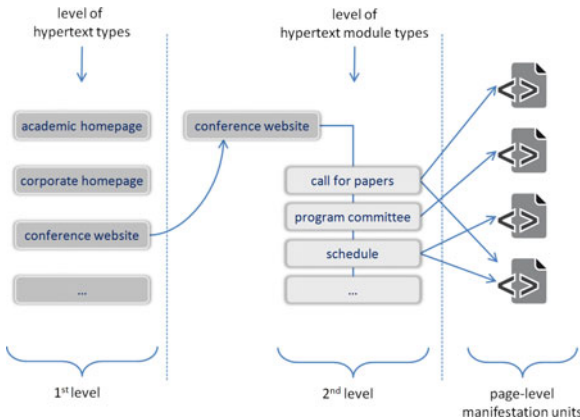 level of
hypertext types
level of
hypertext module types
academic homepage
corporate homepage
conference website
...
conference website
call for papers
program committee
schedule
...
<>
<>
<>
<>
1st level
2nd level
page-level
manifestation units